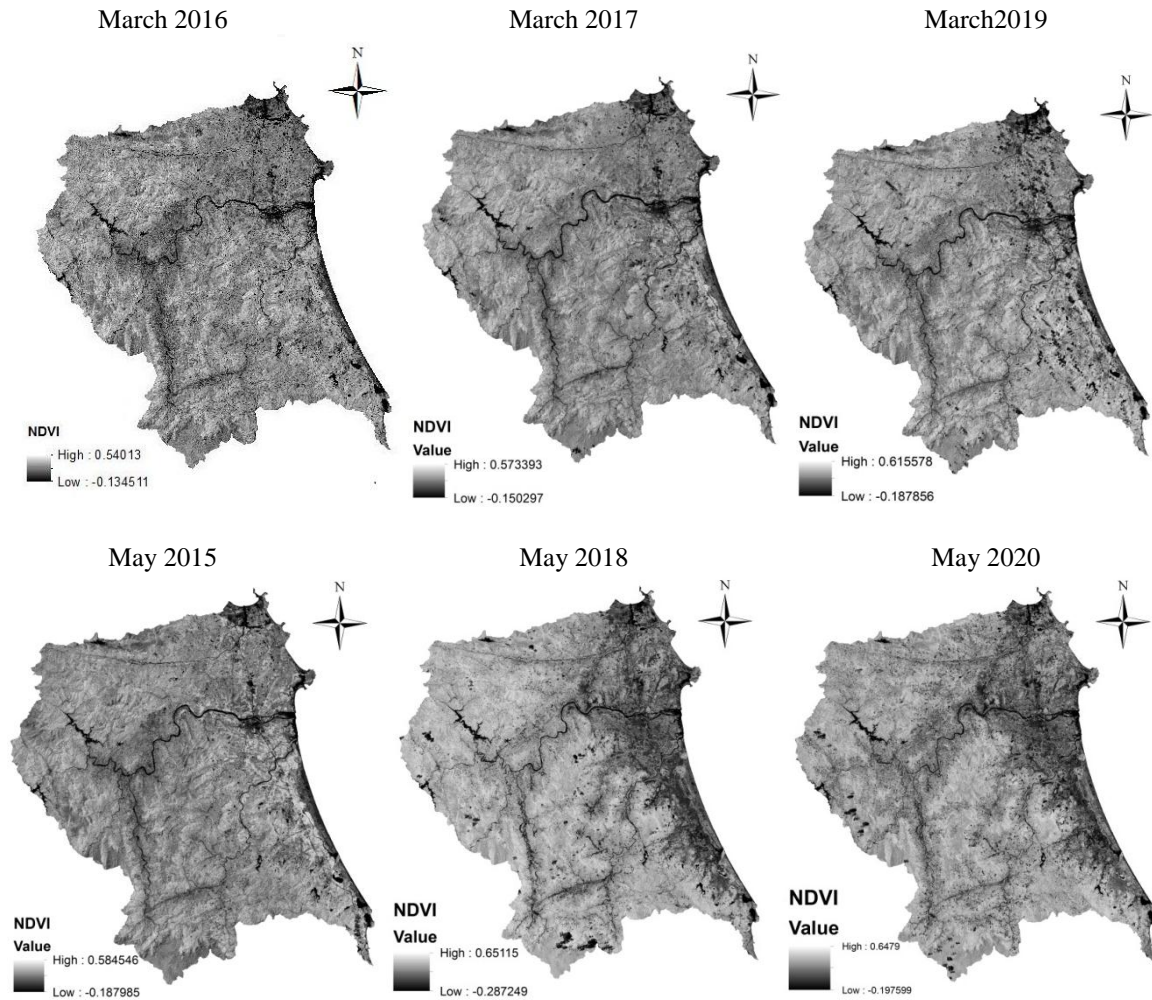 March 2016
March 2017
March2019
N
N
N
NDVI
High : 0.54013
Low : -0.134511
NDVI
Value
High : 0.573393
Low : -0.150297
NDVI
Value
High : 0.615578
Low : -0.187856
May 2015
May 2018
May 2020
N
N
N
NDVI
Value
High : 0.584546
Low : -0.187985
NDVI
Value
High : 0.65115
Low : -0.287249
NDVI
Value
High : 0.6479
Low : -0.197599